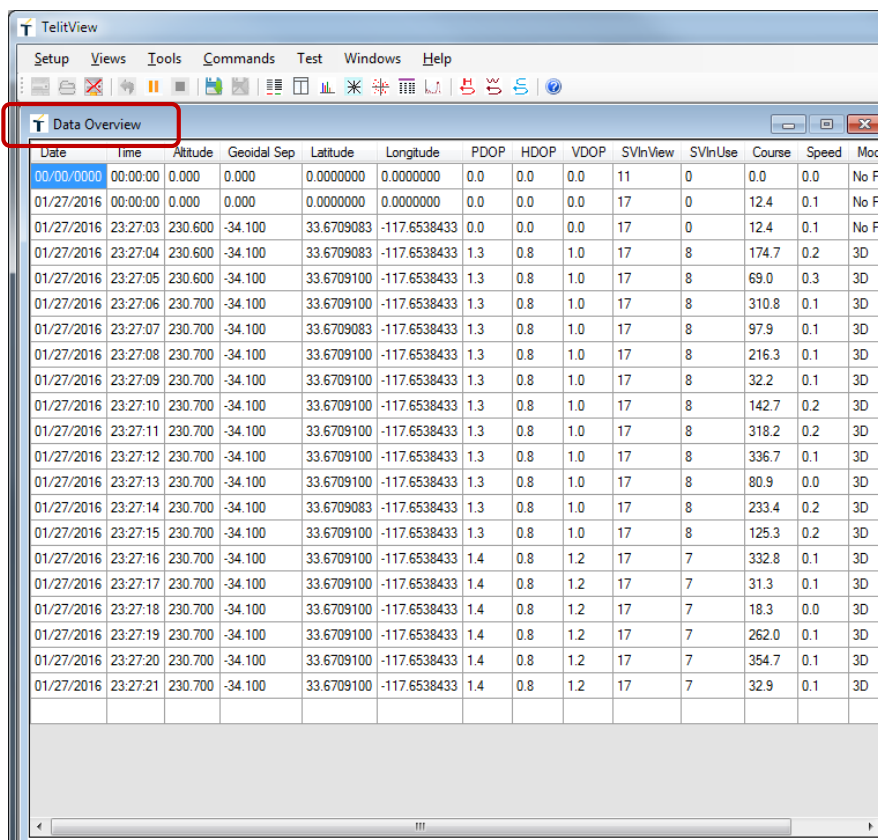 TelitView
Setup Views Tools Commands Test Windows Help
Data Overview
Date Time Altitude Geoidal Sep Latitude Longitude PDOP HDOP VDOP SVInView SVInUse Course Speed Moc
00/00/0000 00:00:00 0.000 0.000 0.0000000 0.0000000 0.0 0.0 0.0 11 0 0.0 0.0 No F
01/27/2016 00:00:00 0.000 0.000 0.0000000 0.0000000 0.0 0.0 0.0 17 0 12.4 0.1 No F
01/27/2016 23:27:03 230.600 -34.100 33.6709083 -117.6538433 0.0 0.0 0.0 17 0 12.4 0.1 No F
01/27/2016 23:27:04 230.600 -34.100 33.6709083 -117.6538433 1.3 0.8 1.0 17 8 174.7 0.2 3D
01/27/2016 23:27:05 230.600 -34.100 33.6709100 -117.6538433 1.3 0.8 1.0 17 8 69.0 0.3 3D
01/27/2016 23:27:06 230.700 -34.100 33.6709100 -117.6538433 1.3 0.8 1.0 17 8 310.8 0.1 3D
01/27/2016 23:27:07 230.700 -34.100 33.6709083 -117.6538433 1.3 0.8 1.0 17 8 97.9 0.1 3D
01/27/2016 23:27:08 230.700 -34.100 33.6709100 -117.6538433 1.3 0.8 1.0 17 8 216.3 0.1 3D
01/27/2016 23:27:09 230.700 -34.100 33.6709100 -117.6538433 1.3 0.8 1.0 17 8 32.2 0.1 3D
01/27/2016 23:27:10 230.700 -34.100 33.6709100 -117.6538433 1.3 0.8 1.0 17 8 142.7 0.2 3D
01/27/2016 23:27:11 230.700 -34.100 33.6709100 -117.6538433 1.3 0.8 1.0 17 8 318.2 0.2 3D
01/27/2016 23:27:12 230.700 -34.100 33.6709100 -117.6538433 1.3 0.8 1.0 17 8 336.7 0.1 3D
01/27/2016 23:27:13 230.700 -34.100 33.6709100 -117.6538433 1.3 0.8 1.0 17 8 80.9 0.0 3D
01/27/2016 23:27:14 230.700 -34.100 33.6709083 -117.6538433 1.3 0.8 1.0 17 8 233.4 0.2 3D
01/27/2016 23:27:15 230.700 -34.100 33.6709100 -117.6538433 1.3 0.8 1.0 17 8 125.3 0.2 3D
01/27/2016 23:27:16 230.700 -34.100 33.6709100 -117.6538433 1.4 0.8 1.2 17 7 332.8 0.1 3D
01/27/2016 23:27:17 230.700 -34.100 33.6709100 -117.6538433 1.4 0.8 1.2 17 7 31.3 0.1 3D
01/27/2016 23:27:18 230.700 -34.100 33.6709100 -117.6538433 1.4 0.8 1.2 17 7 18.3 0.0 3D
01/27/2016 23:27:19 230.700 -34.100 33.6709100 -117.6538433 1.4 0.8 1.2 17 7 262.0 0.1 3D
01/27/2016 23:27:20 230.700 -34.100 33.6709100 -117.6538433 1.4 0.8 1.2 17 7 354.7 0.1 3D
01/27/2016 23:27:21 230.700 -34.100 33.6709100 -117.6538433 1.4 0.8 1.2 17 7 32.9 0.1 3D